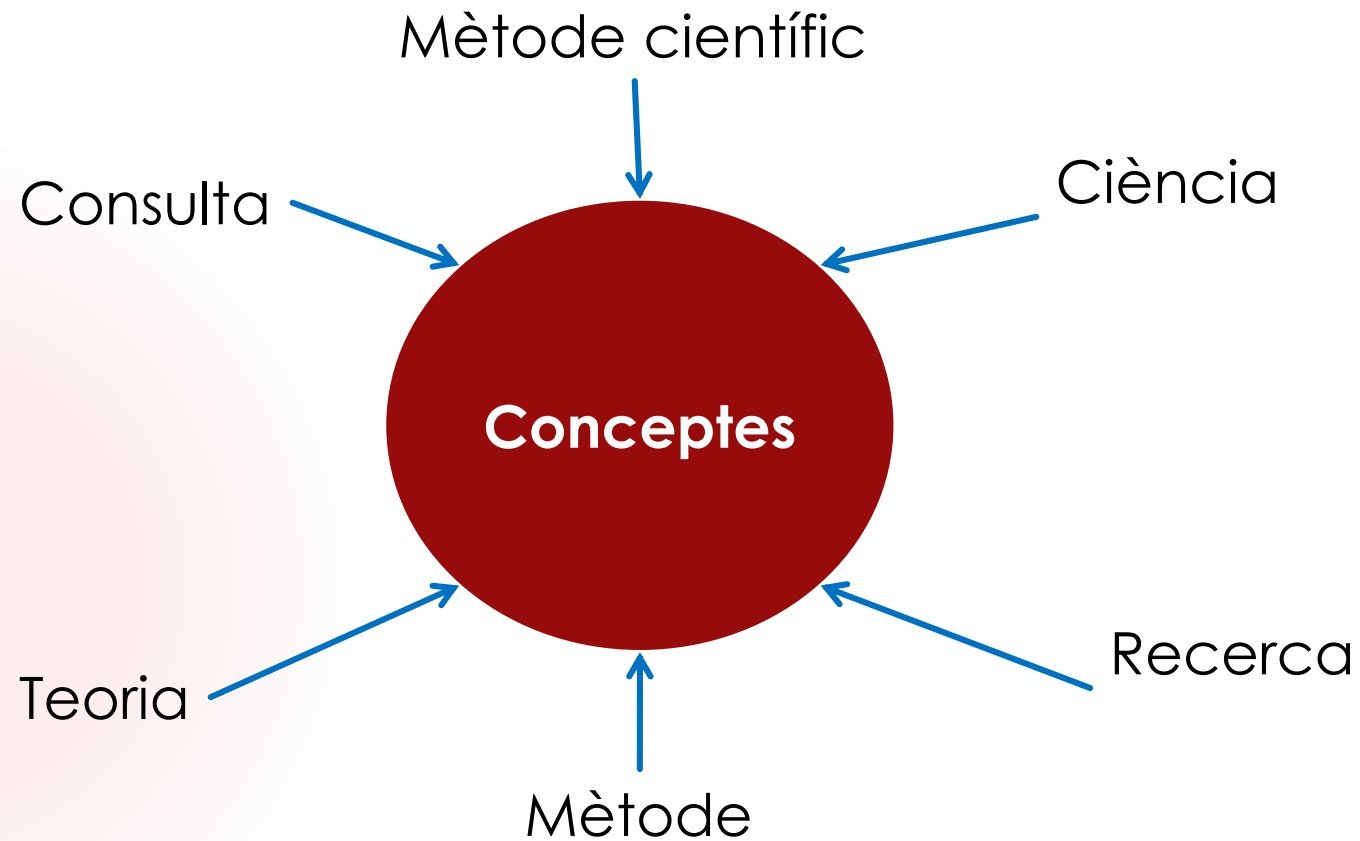 Mètode científic
Consulta
Ciència
Conceptes
Teoria
Recerca
Mètode